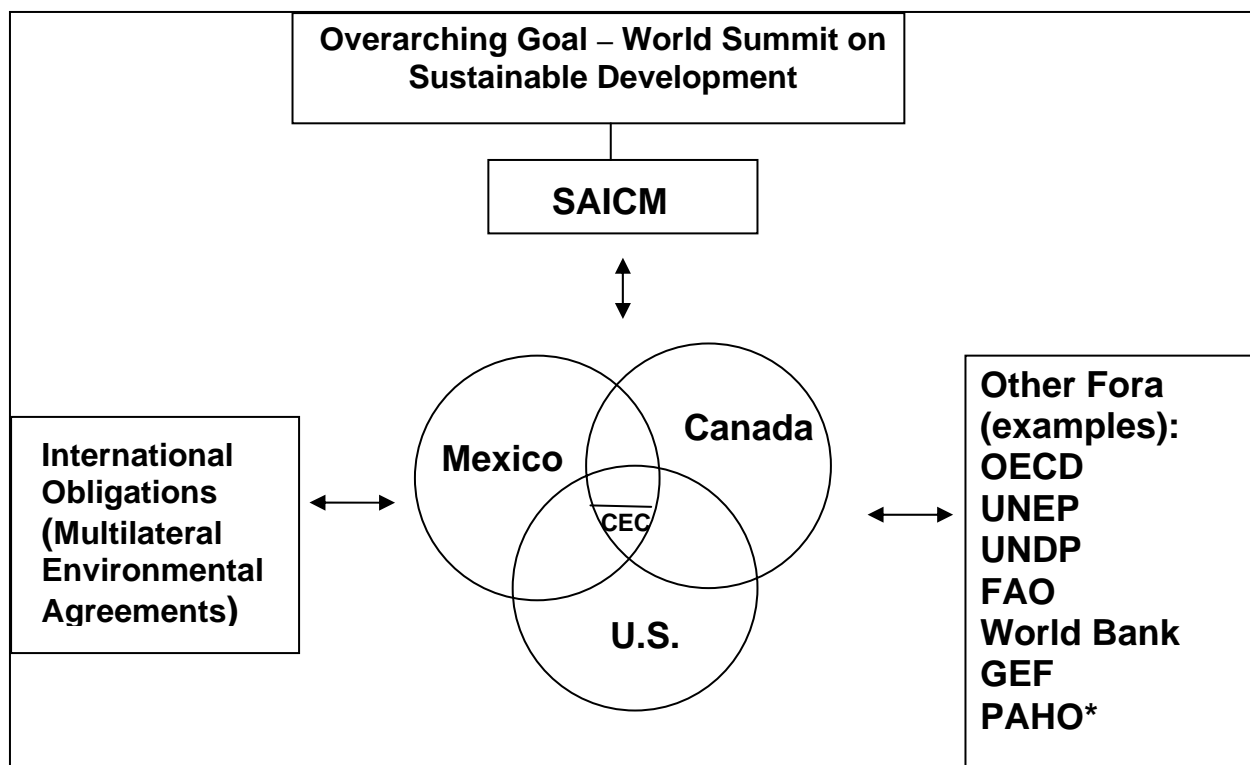 Overarching Goal – World Summit on
Sustainable Development
SAICM
Mexico
Canada
CEC
U.S.
International
Obligations
(Multilateral
Environmental
Agreements)
Other Fora
(examples):
OECD
UNEP
UNDP
FAO
World Bank
GEF
PAHO*